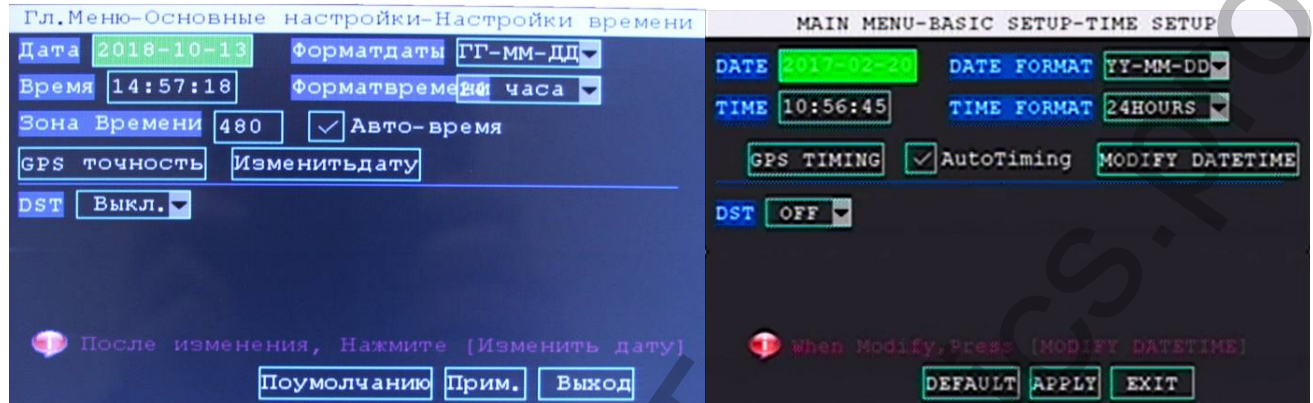 Гл.Меню-Основные настройки-Настройки времени
Дата 2018-10-13 Форматдаты ГГ-ММ-ДД
Время 14:57:18 Форматвремени 24 часа
Зона Времени 480 Авто-время
GPS точность Изменитьдату
DST Выкл.
После изменения, Нажмите [Изменить дату]
Поумолчанию Прим. Выход
MAIN MENU-BASIC SETUP-TIME SETUP
DATE 2017-02-20 DATE FORMAT YY-MM-DD
TIME 10:56:45 TIME FORMAT 24HOURS
GPS TIMING AutoTiming MODIFY DATETIME
DST OFF
When Modify,Press [MODIFY DATETIME]
DEFAULT APPLY EXIT